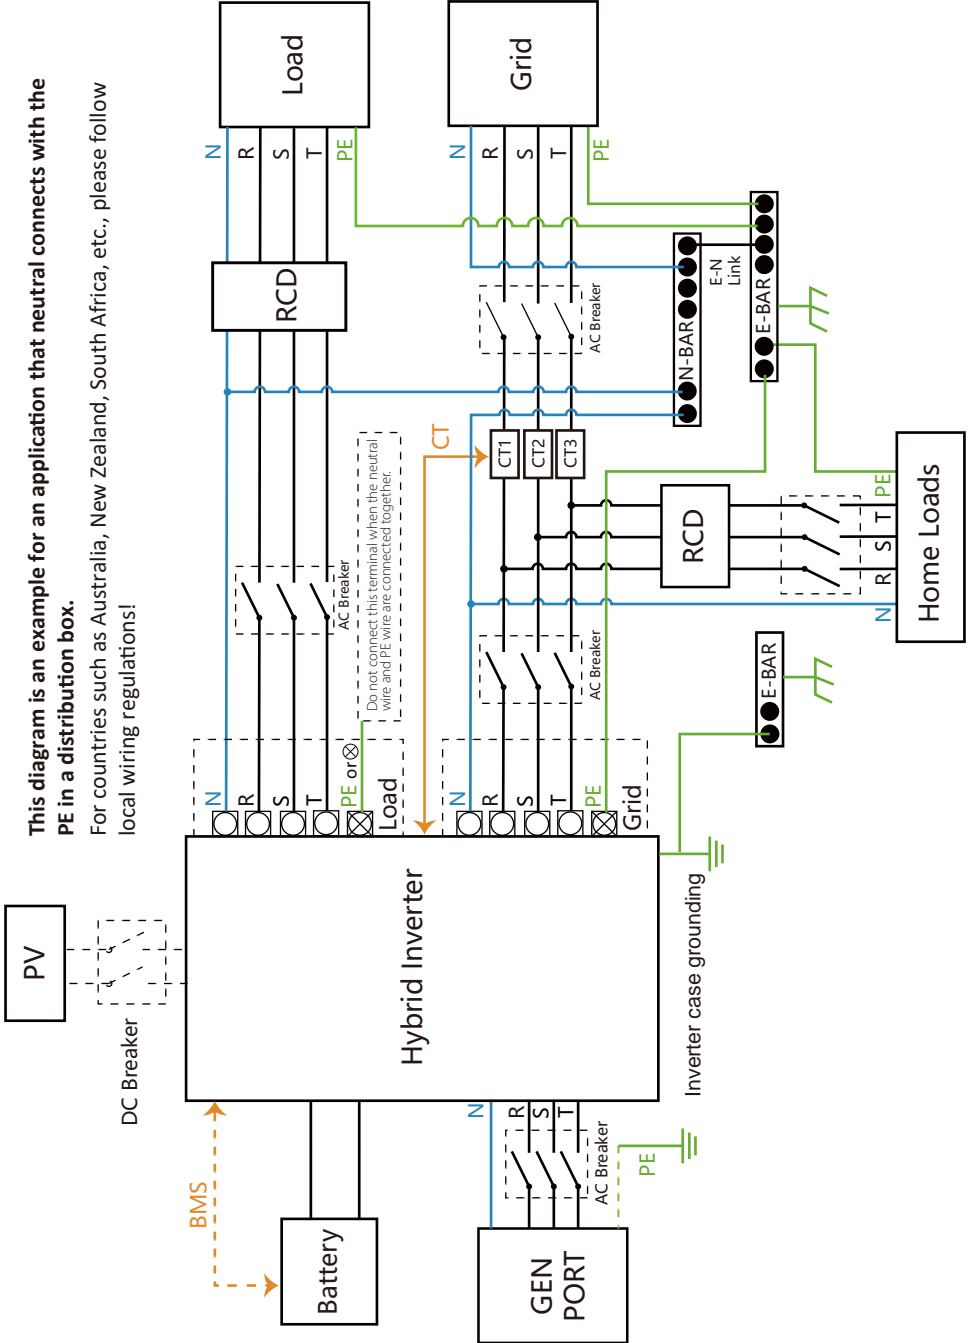 This diagram is an example for an application that neutral connects with the
PE in a distribution box.
For countries such as Australia, New Zealand, South Africa, etc., please follow
local wiring regulations!
PV
DC Breaker
BMS
Battery
Hybrid Inverter
N
R
S
T
PE or
Load
AC Breaker
Do not connect this terminal when the neutral
wire and PE wire are connected together.
RCD
N
R
S
T
PE
Load
CT
N
R
S
T
PE
Grid
AC Breaker
CT1
CT2
CT3
AC Breaker
N
R
S
T
PE
Grid
N-BAR
E-N
Link
E-BAR
RCD
N
R
S
T
PE
Home Loads
E-BAR
Inverter case grounding
N
R
S
T
AC Breaker
PE
GEN
PORT